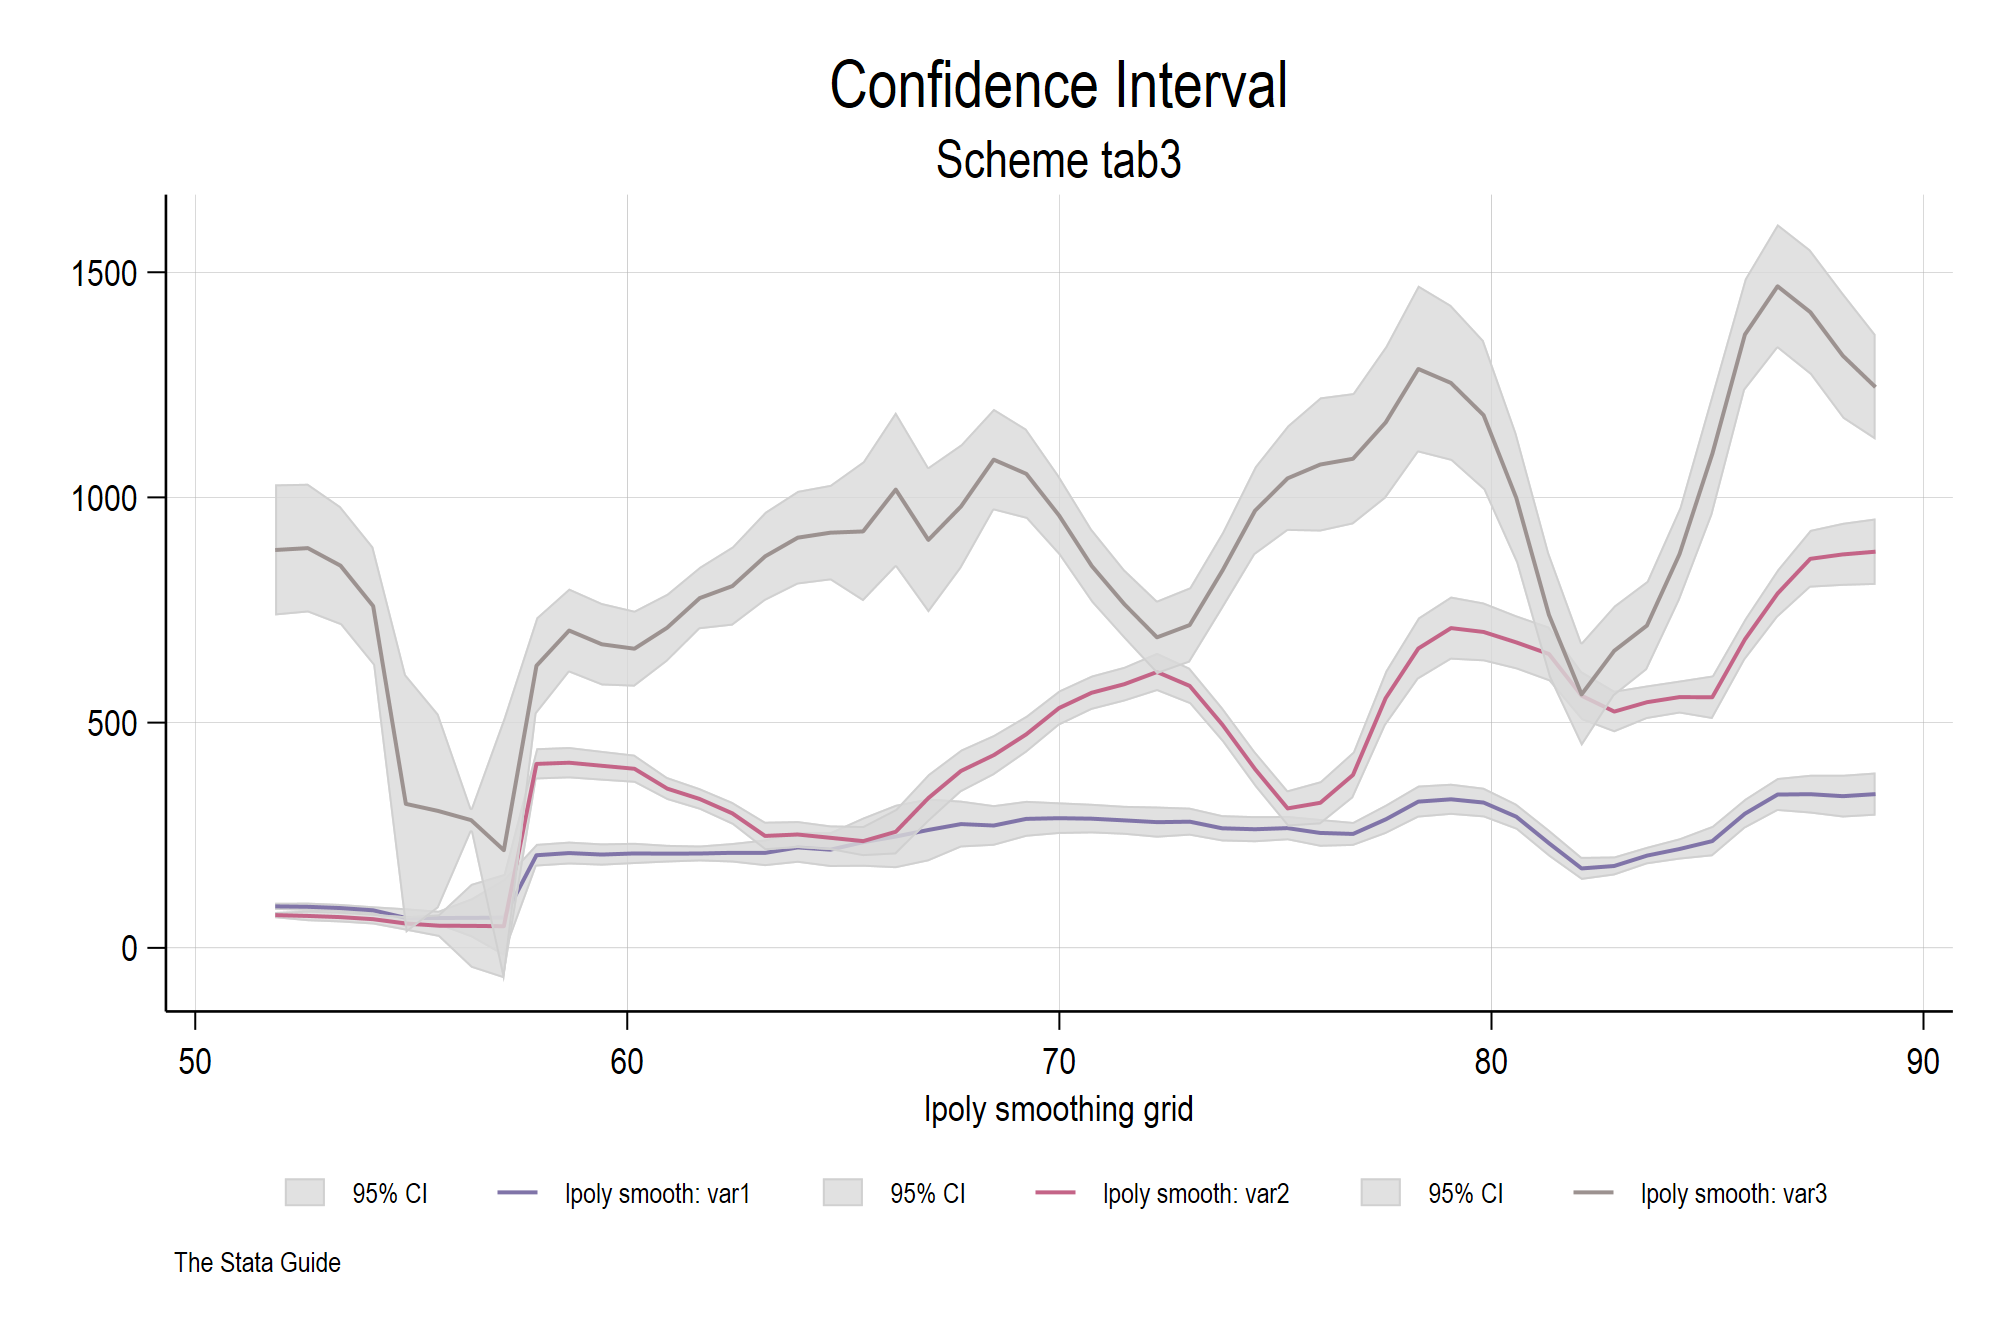 Confidence Interval
Scheme tab3
1500
1000
500
0
50 60 70 80 90
lpoly smoothing grid
95% CI lpoly smooth: var1 95% CI lpoly smooth: var2 95% CI lpoly smooth: var3
The Stata Guide